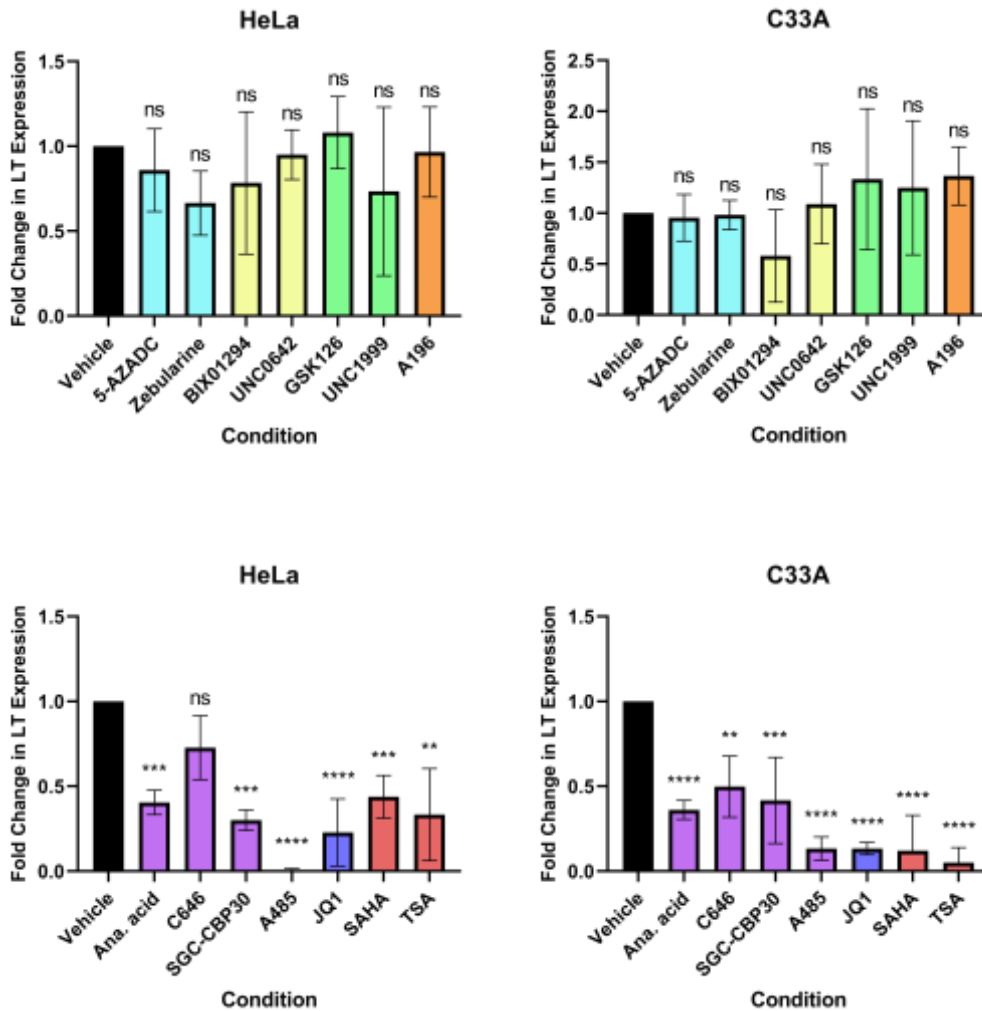 HeLa
Fold Change in LT Expression
1.5
1.0
0.5
0.0
ns
ns
ns
ns
ns
ns
ns
Vehicle
5-AZADC
Zebularine
BIX01294
UNC0642
GSK126
UNC1999
A196
Condition
C33A
Fold Change in LT Expression
2.5
2.0
1.5
1.0
0.5
0.0
ns
ns
ns
ns
ns
ns
ns
Vehicle
5-AZADC
Zebularine
BIX01294
UNC0642
GSK126
UNC1999
A196
Condition
HeLa
Fold Change in LT Expression
1.5
1.0
0.5
0.0
***
ns
***
****
****
***
**
Vehicle
Ana. acid
C646
SGC-CBP30
A485
JQ1
SAHA
TSA
Condition
C33A
Fold Change in LT Expression
1.5
1.0
0.5
0.0
****
**
***
****
****
****
****
Vehicle
Ana. acid
C646
SGC-CBP30
A485
JQ1
SAHA
TSA
Condition